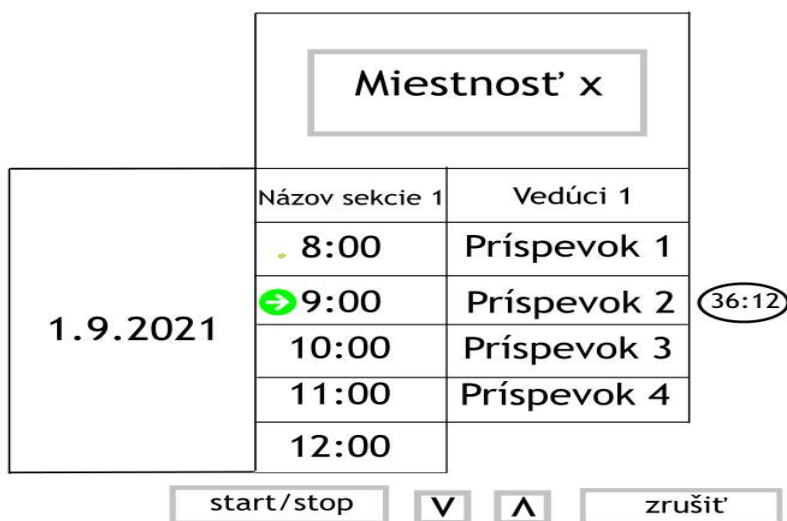 Miestnosť x
Názov sekcie 1 Vedúci 1
8:00 Príspevok 1
9:00 Príspevok 2 36:12
1.9.2021
10:00 Príspevok 3
11:00 Príspevok 4
12:00
start/stop V Λ zrušiť